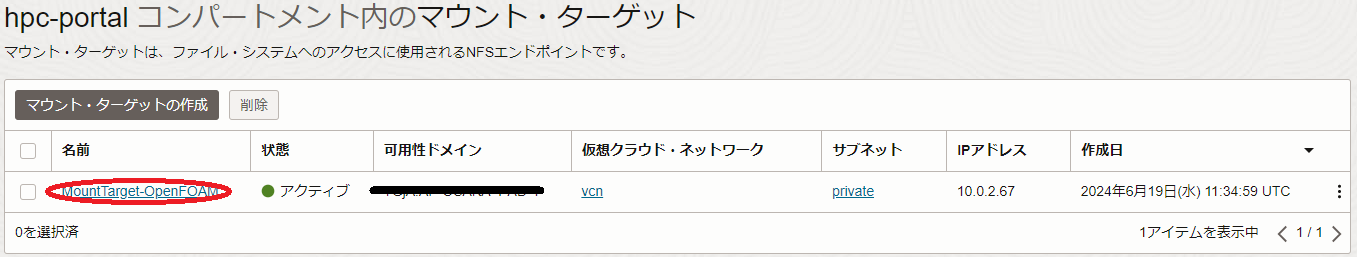 hpc-portal コンパートメント内のマウント・ターゲット
マウント・ターゲットは、ファイル・システムへのアクセスに使用されるNFSエンドポイントです。
マウント・ターゲットの作成 削除
名前 状態 可用性ドメイン 仮想クラウド・ネットワーク サブネット IPアドレス 作成日
MountTarget-OpenFOAM アクティブ vcn private 10.0.2.67 2024年6月19日(水) 11:34:59 UTC
0を選択済 1アイテムを表示中 1 / 1